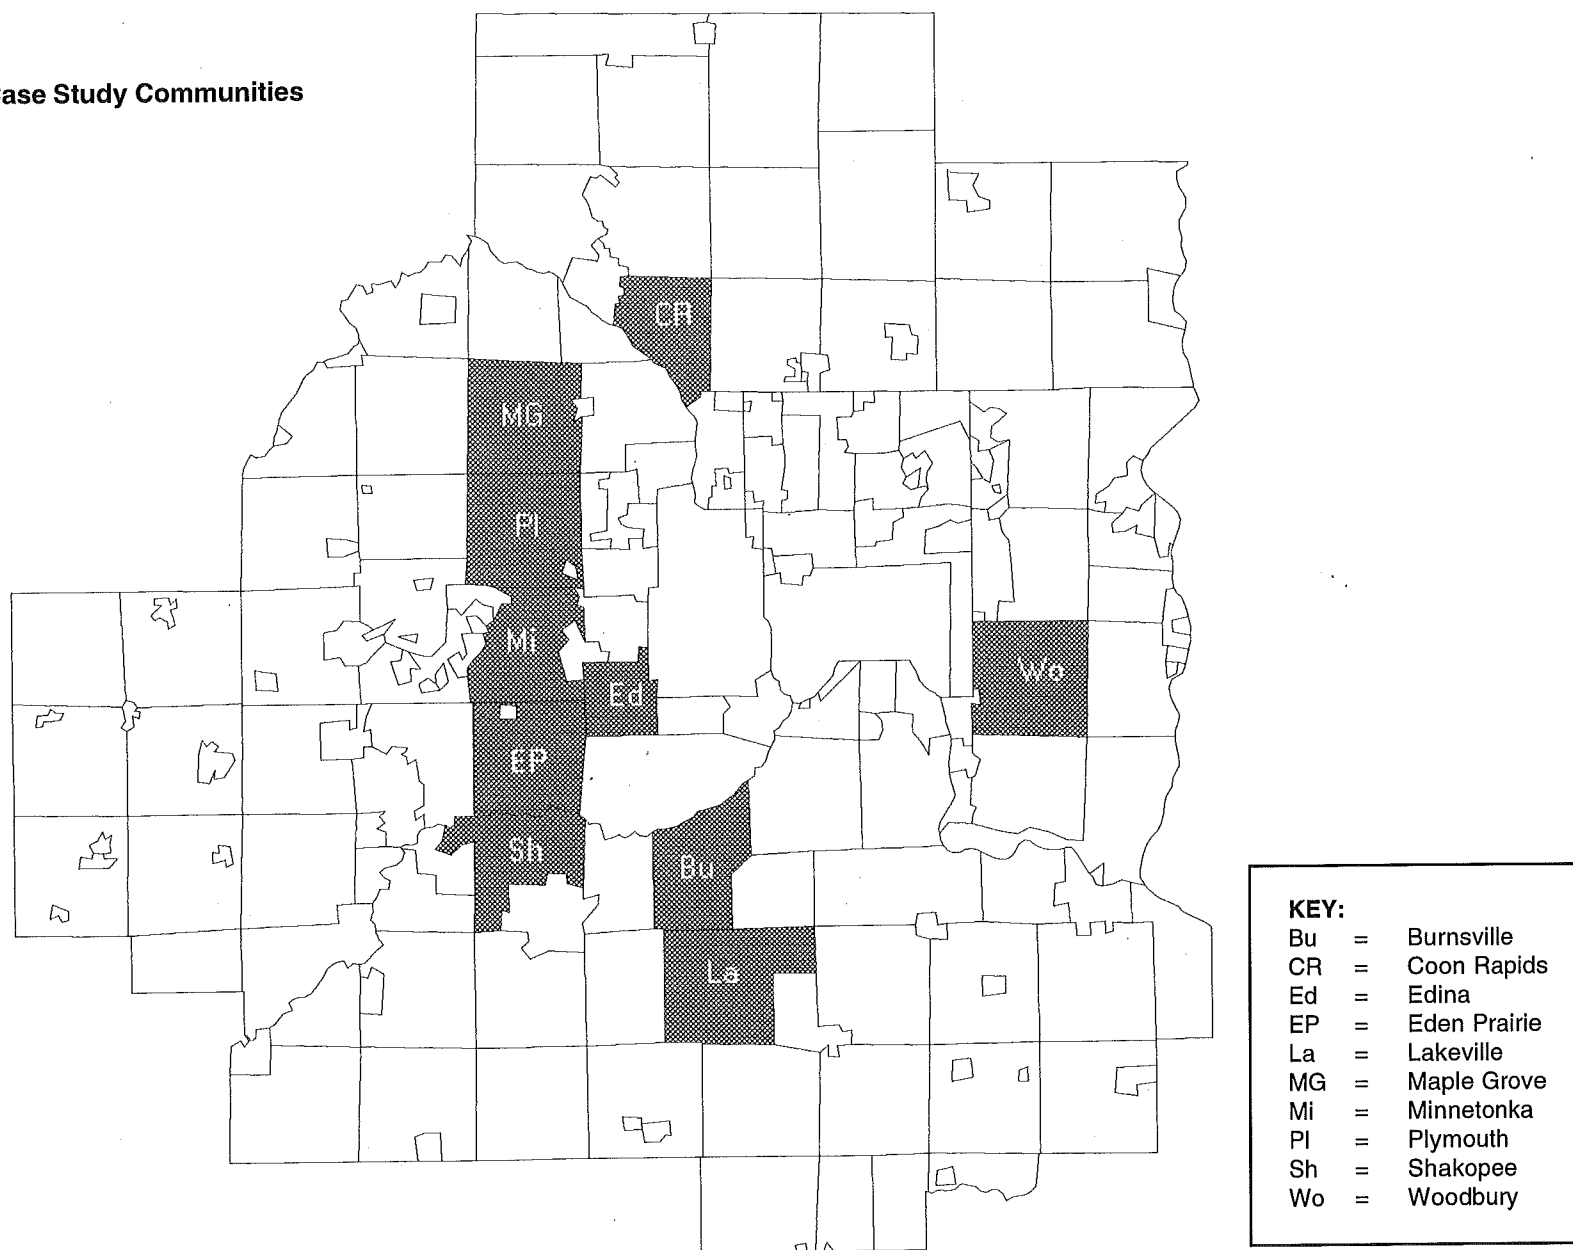 ase Study Communities
CR
MG
Pl
Mi
Ed
Wo
EP
Sh
Bu
La
KEY:
Bu = Burnsville
CR = Coon Rapids
Ed = Edina
EP = Eden Prairie
La = Lakeville
MG = Maple Grove
Mi = Minnetonka
Pl = Plymouth
Sh = Shakopee
Wo = Woodbury